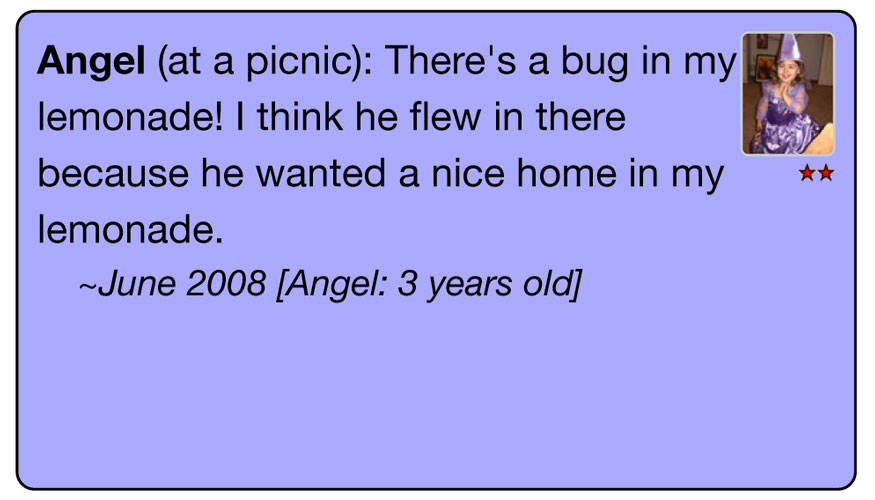 Angel (at a picnic): There's a bug in my
lemonade! I think he flew in there
because he wanted a nice home in my
lemonade.
~June 2008 [Angel: 3 years old]